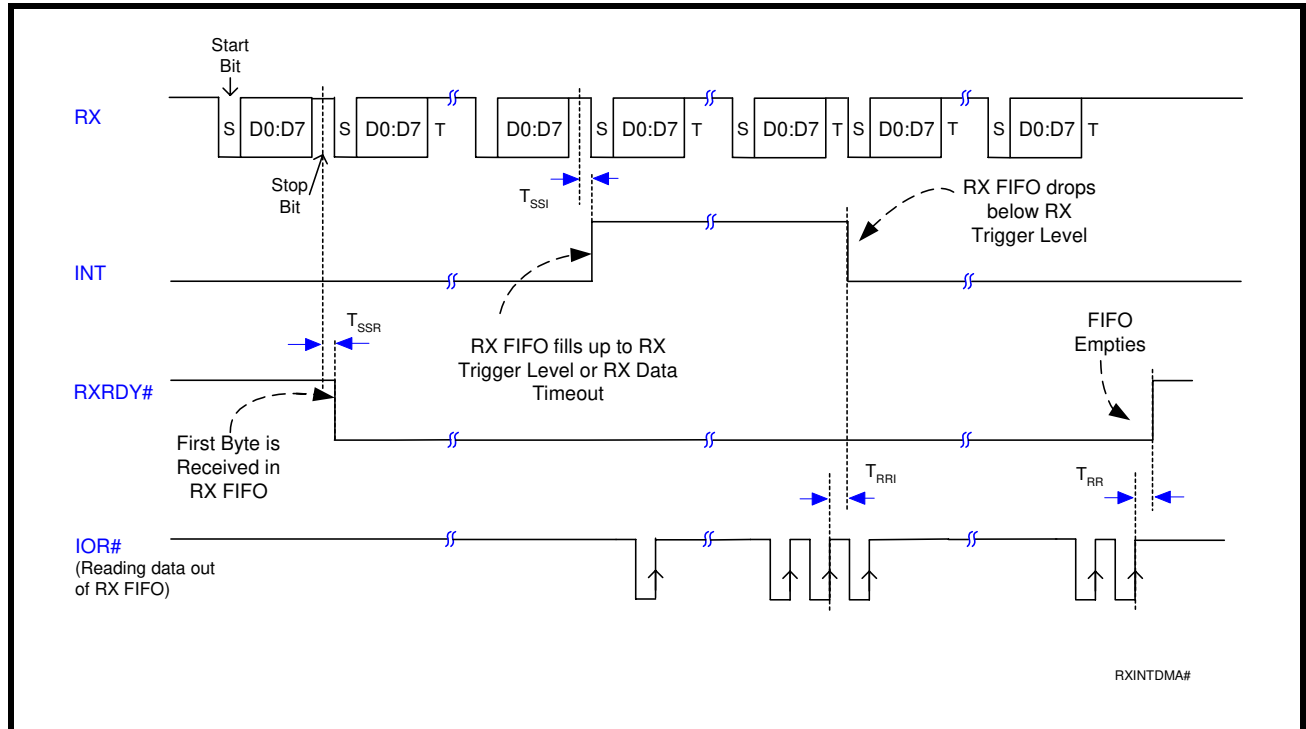 Start
Bit
RX
S D0:D7 S D0:D7 T D0:D7 S D0:D7 T S D0:D7 T S D0:D7 T S D0:D7 T
Stop
Bit
TSSI
RX FIFO drops
below RX
Trigger Level
INT
TSSR
RX FIFO fills up to RX
Trigger Level or RX Data
Timeout
FIFO
Empties
RXRDY#
First Byte is
Received in
RX FIFO
TRRI
TRR
IOR#
(Reading data out
of RX FIFO)
RXINTDMA#